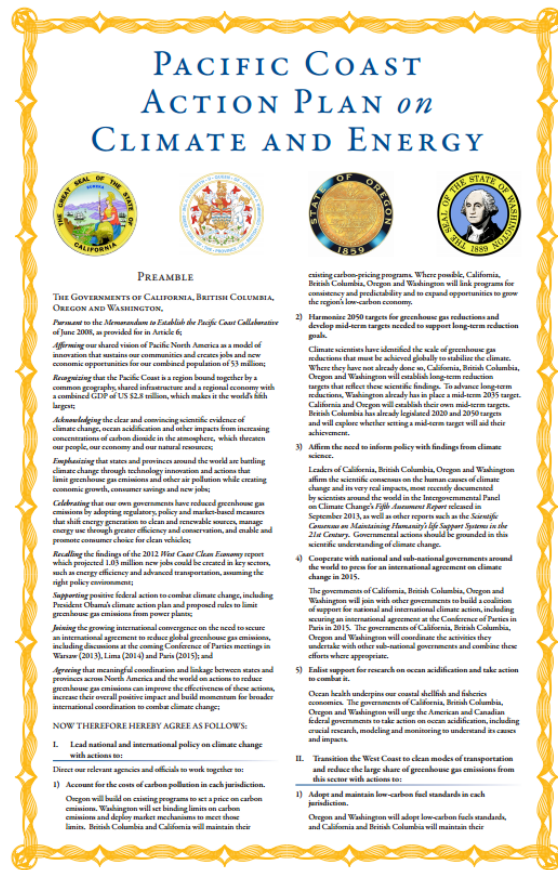 PACIFIC COAST
ACTION PLAN on
CLIMATE AND ENERGY
THE GREAT SEAL OF THE STATE OF CALIFORNIA
EUREKA
STATE OF OREGON
1859
THE SEAL OF THE STATE OF WASHINGTON
1889
PREAMBLE
THE GOVERNMENTS OF CALIFORNIA, BRITISH COLUMBIA,
OREGON AND WASHINGTON,
Pursuant to the Memorandum to Establish the Pacific Coast Collaborative
of June 2008, as provided for in Article 6;
Affirming our shared vision of Pacific North America as a model of
innovation that sustains our communities and creates jobs and new
economic opportunities for our combined population of 53 million;
Recognizing that the Pacific Coast is a region bound together by a
common geography, shared infrastructure and a regional economy with
a combined GDP of US $2.8 trillion, which makes it the world's fifth
largest;
Acknowledging the clear and convincing scientific evidence of
climate change, ocean acidification and other impacts from increasing
concentrations of carbon dioxide in the atmosphere, which threaten
our people, our economy and our natural resources;
Emphasizing that states and provinces around the world are battling
climate change through technology innovation and actions that
limit greenhouse gas emissions and other air pollution while creating
economic growth, consumer savings and new jobs;
Celebrating that our own governments have reduced greenhouse gas
emissions by adopting regulatory, policy and market-based measures
that shift energy generation to clean and renewable sources, manage
energy use through greater efficiency and conservation, and enable and
promote consumer choice for clean vehicles;
Recalling the findings of the 2012 West Coast Clean Economy report
which projected 1.03 million new jobs could be created in key sectors,
such as energy efficiency and advanced transportation, assuming the
right policy environment;
Supporting positive federal action to combat climate change, including
President Obama's climate action plan and proposed rules to limit
greenhouse gas emissions from power plants;
Joining the growing international convergence on the need to secure
an international agreement to reduce global greenhouse gas emissions,
including discussions at the coming Conference of Parties meetings in
Warsaw (2013), Lima (2014) and Paris (2015); and
Agreeing that meaningful coordination and linkage between states and
provinces across North America and the world on actions to reduce
greenhouse gas emissions can improve the effectiveness of these actions,
increase their overall positive impact and build momentum for broader
international coordination to combat climate change;
NOW THEREFORE HEREBY AGREE AS FOLLOWS:
I. Lead national and international policy on climate change
with actions to:
Direct our relevant agencies and officials to work together to:
1) Account for the costs of carbon pollution in each jurisdiction.
Oregon will build on existing programs to set a price on carbon
emissions. Washington will set binding limits on carbon
emissions and deploy market mechanisms to meet those
limits. British Columbia and California will maintain their
existing carbon-pricing programs. Where possible, California,
British Columbia, Oregon and Washington will link programs for
consistency and predictability and to expand opportunities to grow
the region's low-carbon economy.
2) Harmonize 2050 targets for greenhouse gas reductions and
develop mid-term targets needed to support long-term reduction
goals.
Climate scientists have identified the scale of greenhouse gas
reductions that must be achieved globally to stabilize the climate.
Where they have not already done so, California, British Columbia,
Oregon and Washington will establish long-term reduction
targets that reflect these scientific findings. To advance long-term
reductions, Washington already has in place a mid-term 2035 target.
California and Oregon will establish their own mid-term targets.
British Columbia has already legislated 2020 and 2050 targets
and will explore whether setting a mid-term target will aid their
achievement.
3) Affirm the need to inform policy with findings from climate
science.
Leaders of California, British Columbia, Oregon and Washington
affirm the scientific consensus on the human causes of climate
change and its very real impacts, most recently documented
by scientists around the world in the Intergovernmental Panel
on Climate Change's Fifth Assessment Report released in
September 2013, as well as other reports such as the Scientific
Consensus on Maintaining Humanity's life Support Systems in the
21st Century. Governmental actions should be grounded in this
scientific understanding of climate change.
4) Cooperate with national and sub-national governments around
the world to press for an international agreement on climate
change in 2015.
The governments of California, British Columbia, Oregon and
Washington will join with other governments to build a coalition
of support for national and international climate action, including
securing an international agreement at the Conference of Parties in
Paris in 2015. The governments of California, British Columbia,
Oregon and Washington will coordinate the activities they
undertake with other sub-national governments and combine these
efforts where appropriate.
5) Enlist support for research on ocean acidification and take action
to combat it.
Ocean health underpins our coastal shellfish and fisheries
economies. The governments of California, British Columbia,
Oregon and Washington will urge the American and Canadian
federal governments to take action on ocean acidification, including
crucial research, modeling and monitoring to understand its causes
and impacts.
II. Transition the West Coast to clean modes of transportation
and reduce the large share of greenhouse gas emissions from
this sector with actions to:
1) Adopt and maintain low-carbon fuel standards in each
jurisdiction.
Oregon and Washington will adopt low-carbon fuels standards,
and California and British Columbia will maintain their